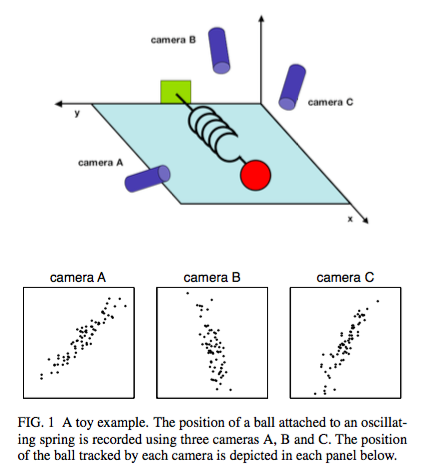 camera B
camera C
y
camera A
x
camera A camera B camera C
FIG. 1 A toy example. The position of a ball attached to an oscillat-
ing spring is recorded using three cameras A, B and C. The position
of the ball tracked by each camera is depicted in each panel below.